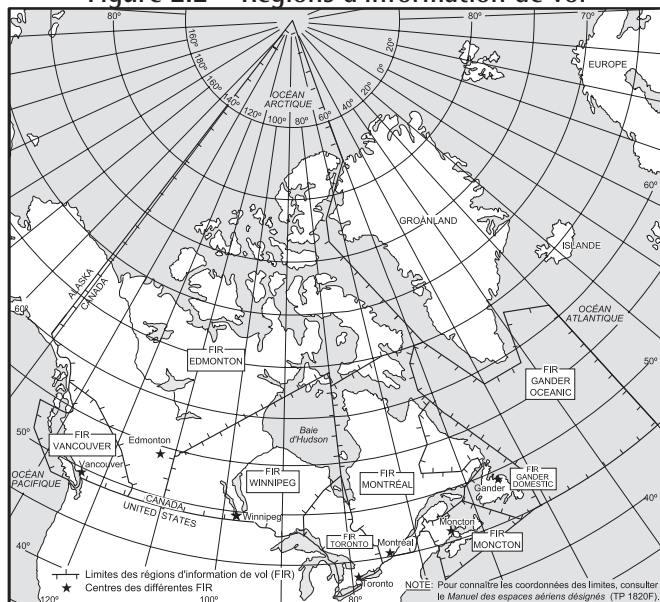 Figure 2.2 – Régions d'information de vol
80°
160°
180°
160°
140°
120°
100°
80°
60°
40°
20°
0°
20°
80°
70°
60°
50°
40°
EUROPE
OCÉAN
ARCTIQUE
GROANLAND
ISLANDE
OCÉAN
ATLANTIQUE
ALASKA
CANADA
60°
FIR
EDMONTON
FIR
GANDER
OCEANIC
50°
FIR
VANCOUVER
Edmonton
Vancouver
OCÉAN
PACIFIQUE
Baie
d'Hudson
FIR
WINNIPEG
FIR
MONTRÉAL
Gander
FIR
GANDER
DOMESTIC
CANADA
UNITED STATES
Winnipeg
FIR
TORONTO
Montréal
Moncton
FIR
MONCTON
40°
Toronto
Limites des régions d'information de vol (FIR)
Centres des différentes FIR
NOTE: Pour connaître les coordonnées des limites, consulter
le Manuel des espaces aériens désignés (TP 1820F).
120°
100°
80°